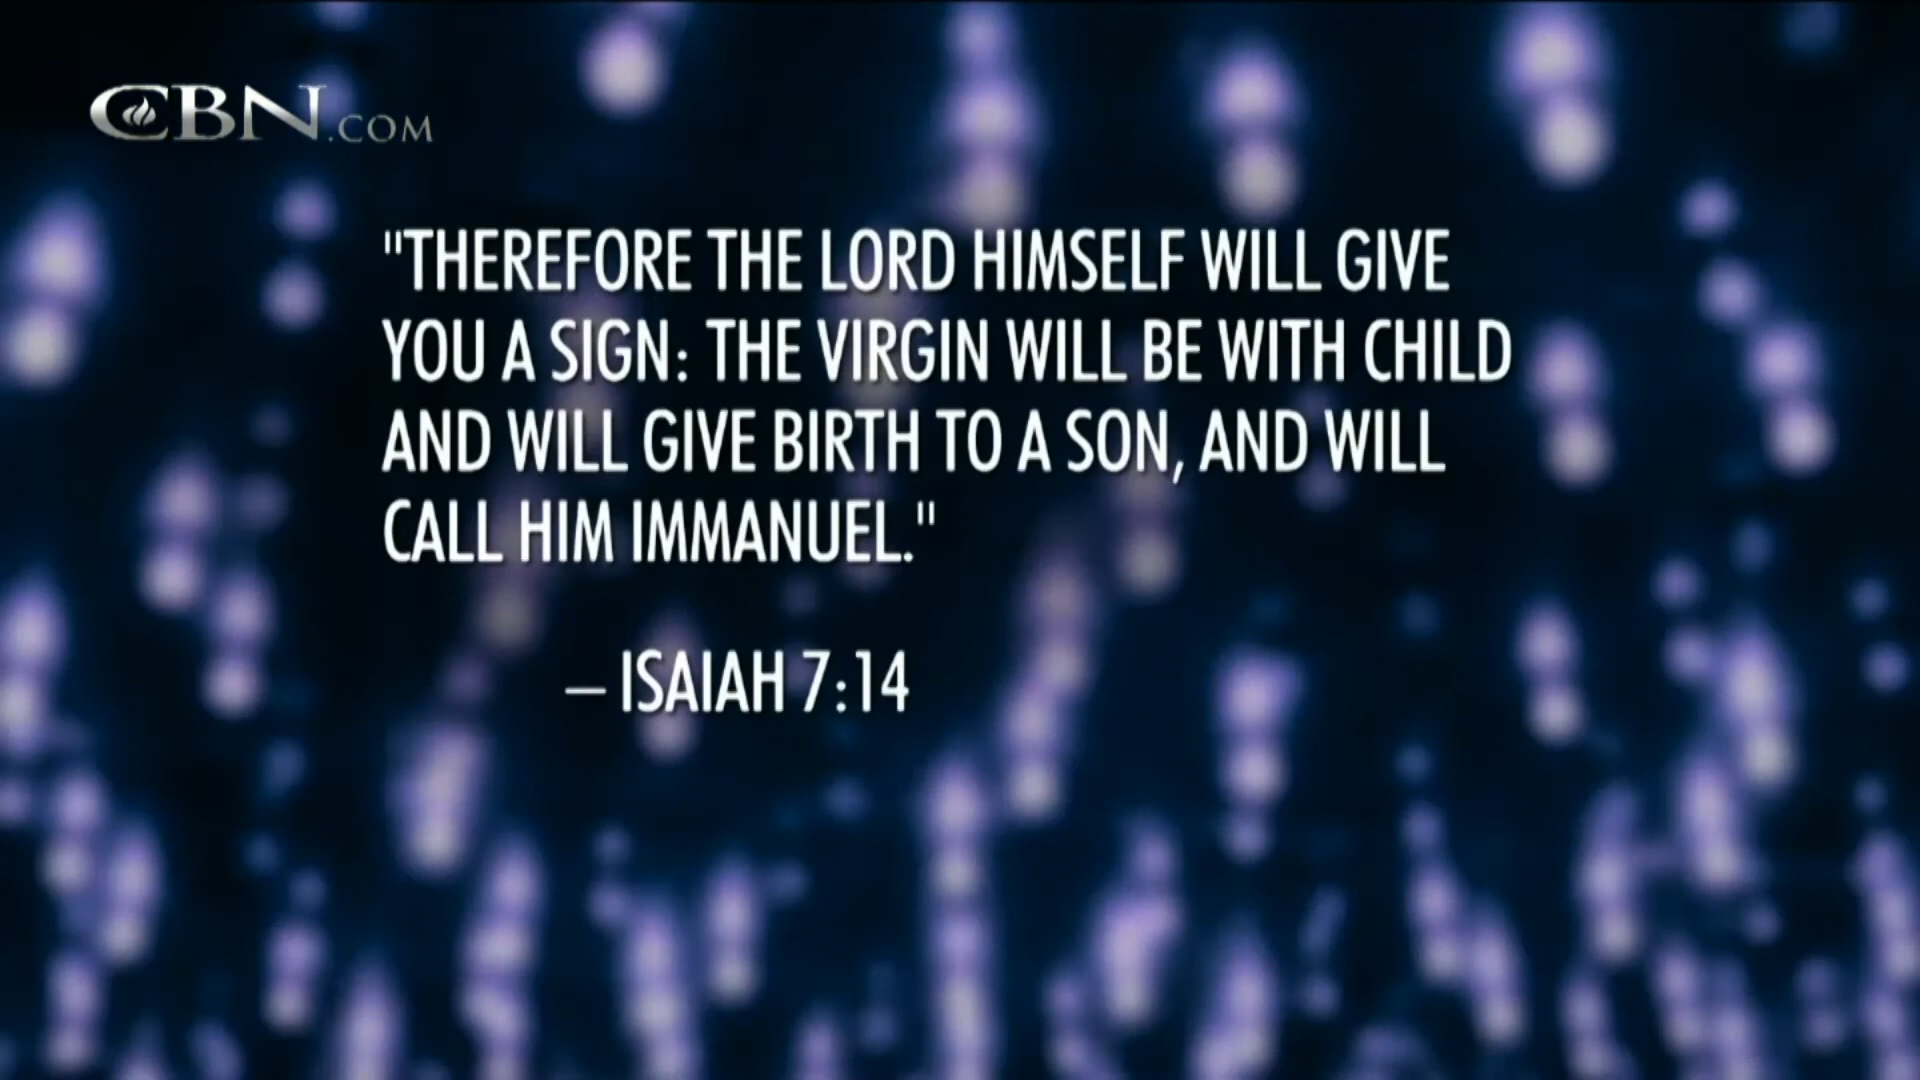 CBN.COM
"THEREFORE THE LORD HIMSELF WILL GIVE
YOU A SIGN: THE VIRGIN WILL BE WITH CHILD
AND WILL GIVE BIRTH TO A SON, AND WILL
CALL HIM IMMANUEL."
– ISAIAH 7:14